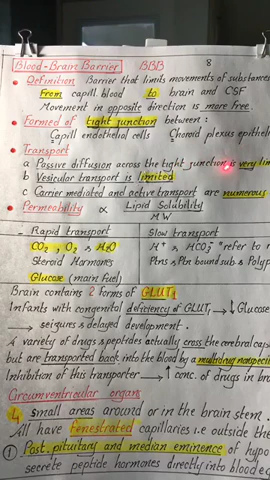 Blood-Brain Barrier BBB 8
• Definition Barrier that limits movements of substances
From capill blood to brain and CSF
Movement in opposite direction is more free.
• Formed of tight junction between:
Capill endothelial cells Choroid plexus epithel
• Transport
a Passive diffusion across the tight junction is very lim
b Vesicular transport is limited
c Carrier mediated and active transport are numerous
• Permeability ∝ Lipid Solubility
MW
- Rapid transport Slow transport
CO2, O2 & H2O H+ & HCO3- "refer to
Steroid Hormones Ptns & Ptn bound sub & Polyp
Glucose (main fuel)
Brain contains 2 forms of GLUT1
Infants with congenital deficiency of GLUT1 → ↓ Glucose
→ seizures & delayed development.
A variety of drugs & peptides actually cross the cerebral capi
but are transported back into the blood by a multidrug nonspecif
Inhibition of this transporter → ↑ conc. of drugs in br
Circumventricular organs
4 small areas around or in the brain stem
All have fenestrated capillaries i.e outside the
① Post. pituitary and median eminence of hypo
secrete peptide hormones directly into blood